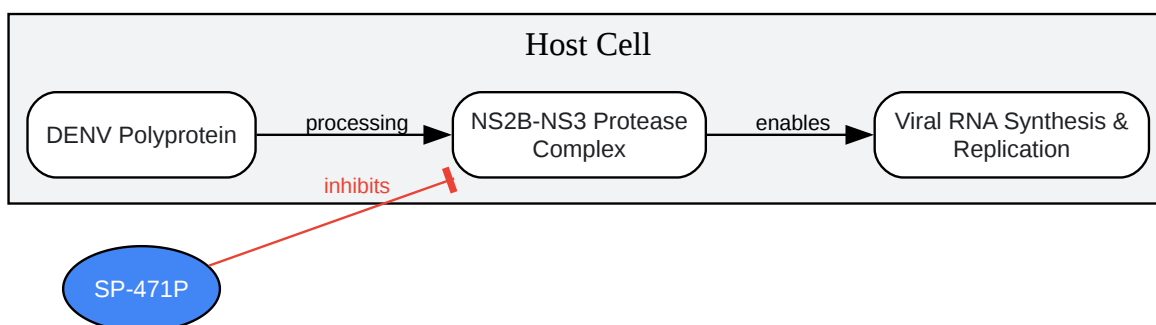 Host Cell
DENV Polyprotein
processing
NS2B-NS3 Protease
Complex
enables
Viral RNA Synthesis &
Replication
inhibits
SP-471P